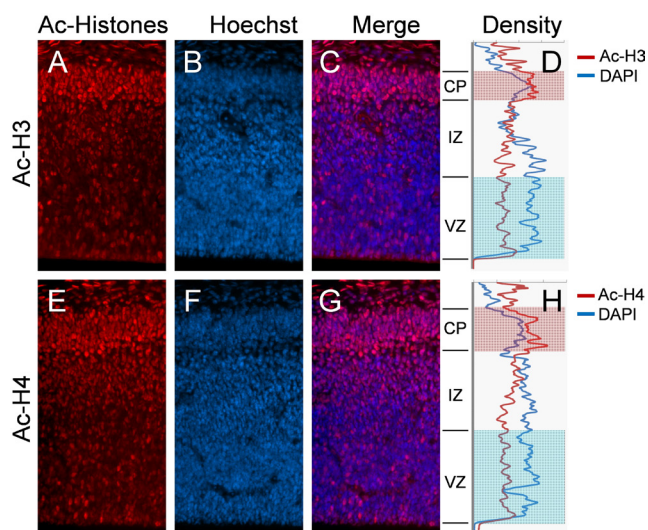 Ac-Histones Hoechst Merge Density
A B C D
Ac-H3
DAPI
CP
IZ
VZ
Ac-H3
E F G H
Ac-H4
DAPI
CP
IZ
VZ
Ac-H4